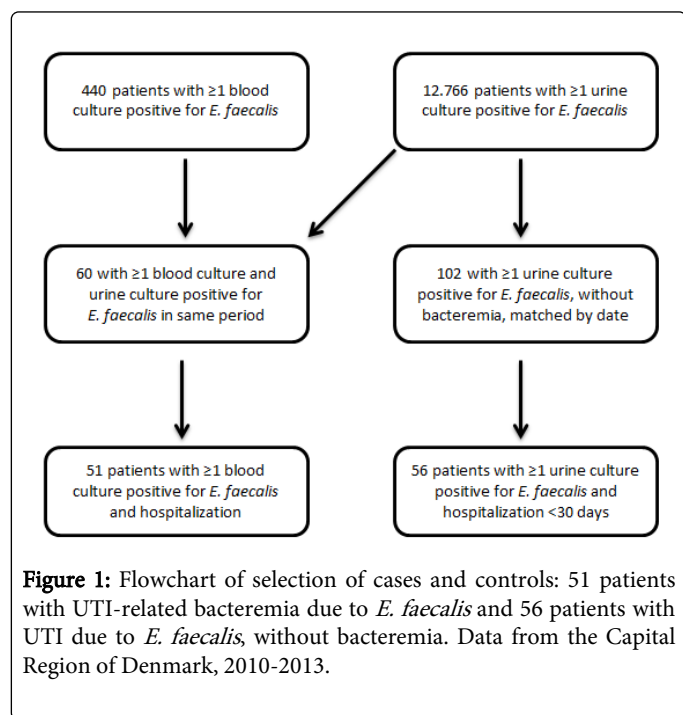 440 patients with ≥1 blood
culture positive for E. faecalis
12.766 patients with ≥1 urine
culture positive for E. faecalis
60 with ≥1 blood culture and
urine culture positive for
E. faecalis in same period
102 with ≥1 urine culture
positive for E. faecalis, without
bacteremia, matched by date
51 patients with ≥1 blood
culture positive for E. faecalis
and hospitalization
56 patients with ≥1 urine culture
positive for E. faecalis and
hospitalization <30 days
Figure 1: Flowchart of selection of cases and controls: 51 patients
with UTI-related bacteremia due to E. faecalis and 56 patients with
UTI due to E. faecalis, without bacteremia. Data from the Capital
Region of Denmark, 2010-2013.